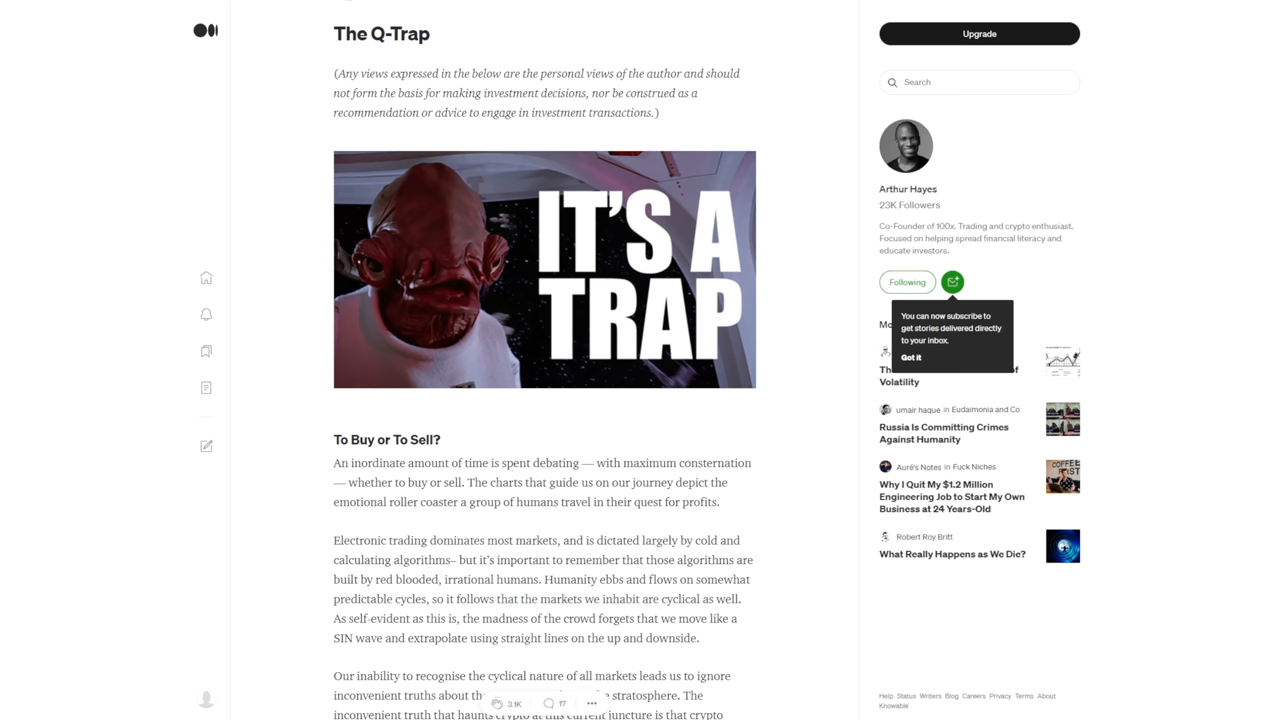 The Q-Trap
(Any views expressed in the below are the personal views of the author and should
not form the basis for making investment decisions, nor be construed as a
recommendation or advice to engage in investment transactions.)
IT'S A
TRAP
To Buy or To Sell?
An inordinate amount of time is spent debating — with maximum consternation
— whether to buy or sell. The charts that guide us on our journey depict the
emotional roller coaster a group of humans travel in their quest for profits.
Electronic trading dominates most markets, and is dictated largely by cold and
calculating algorithms– but it's important to remember that those algorithms are
built by red blooded, irrational humans. Humanity ebbs and flows on somewhat
predictable cycles, so it follows that the markets we inhabit are cyclical as well.
As self-evident as this is, the madness of the crowd forgets that we move like a
SIN wave and extrapolate using straight lines on the up and downside.
Our inability to recognise the cyclical nature of all markets leads us to ignore
inconvenient truths about the stratosphere. The
inconvenient truth that haunts crypto at this current juncture is that crypto
3.1K 17
Upgrade
Search
Arthur Hayes
23K Followers
Co-Founder of 100x. Trading and crypto enthusiast.
Focused on helping spread financial literacy and
educate investors.
Following
You can now subscribe to
get stories delivered directly
to your inbox.
Got it
Mo
Th of
Volatility
umair haque in Eudaimonia and Co
Russia Is Committing Crimes
Against Humanity
Auré's Notes in Fuck Niches
Why I Quit My $1.2 Million
Engineering Job to Start My Own
Business at 24 Years-Old
Robert Roy Britt
What Really Happens as We Die?
Help Status Writers Blog Careers Privacy Terms About
Knowable